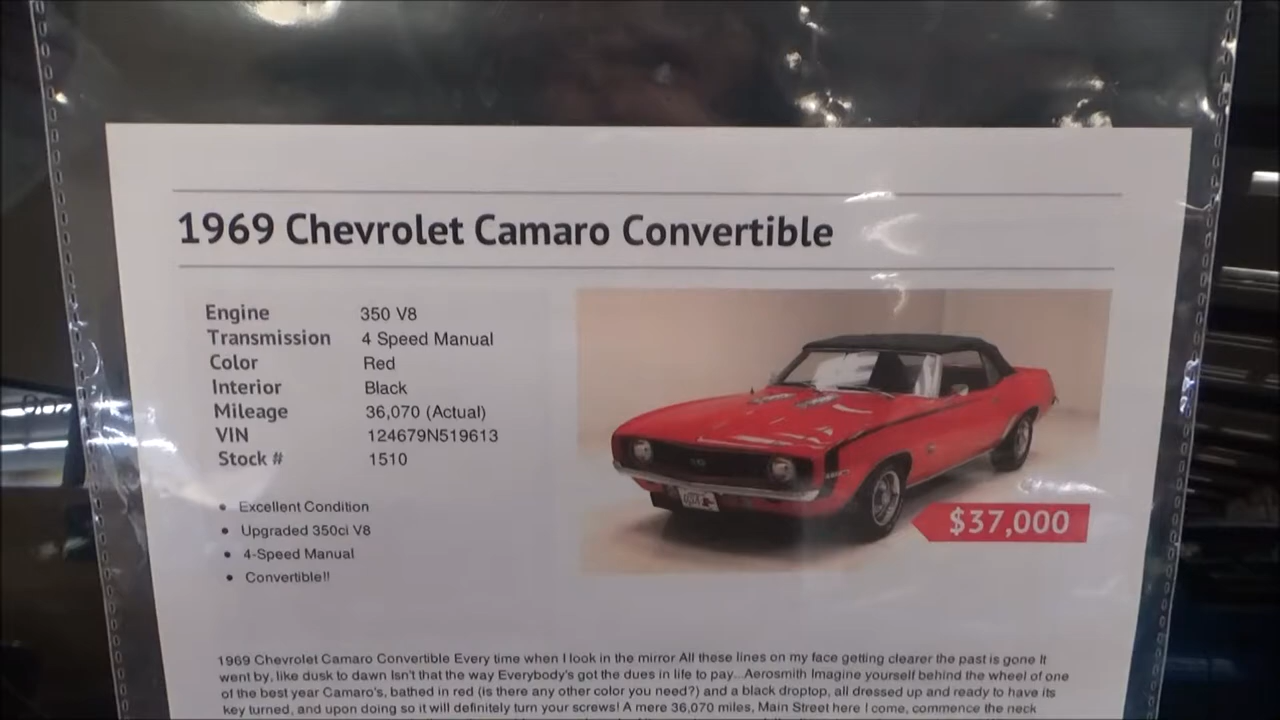 1969 Chevrolet Camaro Convertible
Engine 350 V8
Transmission 4 Speed Manual
Color Red
Interior Black
Mileage 36,070 (Actual)
VIN 124679N519613
Stock # 1510
$37,000
• Excellent Condition
• Upgraded 350ci V8
• 4-Speed Manual
• Convertible!!
1969 Chevrolet Camaro Convertible Every time when I look in the mirror All these lines on my face getting clearer the past is gone It
went by, like dusk to dawn Isn't that the way Everybody's got the dues in life to pay...Aerosmith Imagine yourself behind the wheel of one
of the best year Camaro's, bathed in red (is there any other color you need?) and a black droptop, all dressed up and ready to have its
key turned, and upon doing so it will definitely turn your screws! A mere 36,070 miles, Main Street here I come, commence the neck